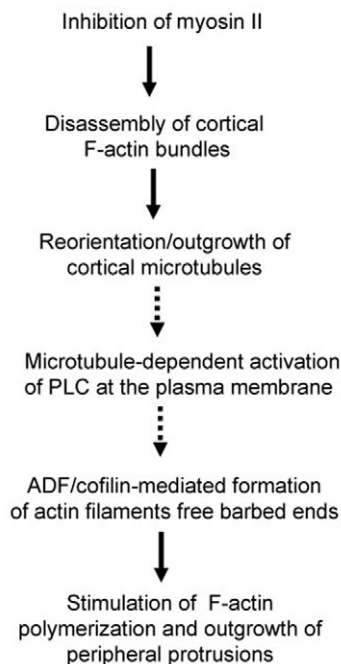 Inhibition of myosin II
Disassembly of cortical
F-actin bundles
Reorientation/outgrowth of
cortical microtubules
Microtubule-dependent activation
of PLC at the plasma membrane
ADF/cofilin-mediated formation
of actin filaments free barbed ends
Stimulation of F-actin
polymerization and outgrowth of
peripheral protrusions